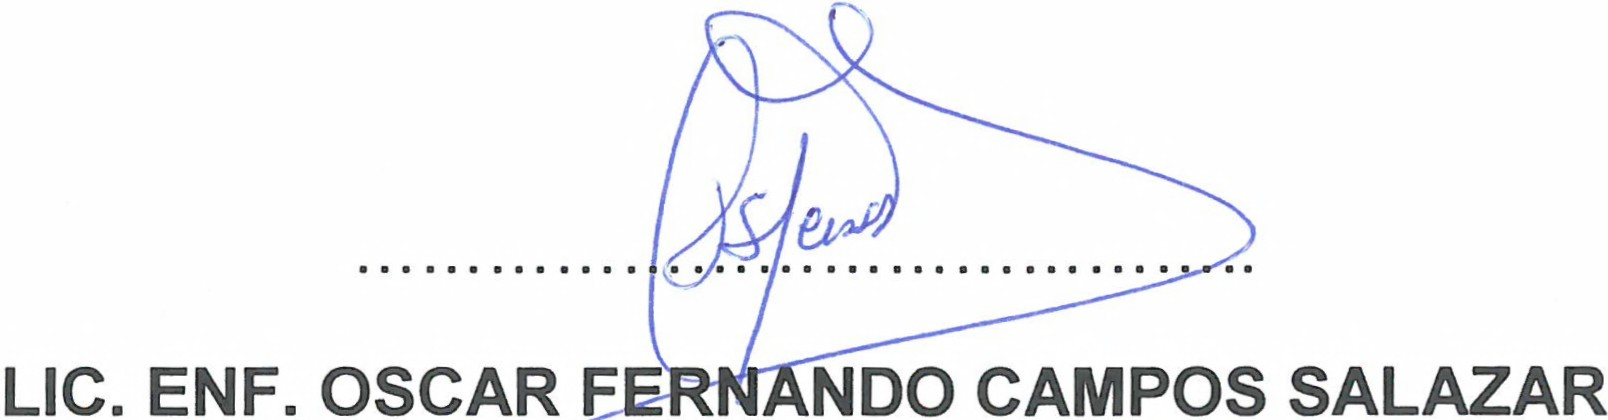 LIC. ENF. OSCAR FERNANDO CAMPOS SALAZAR